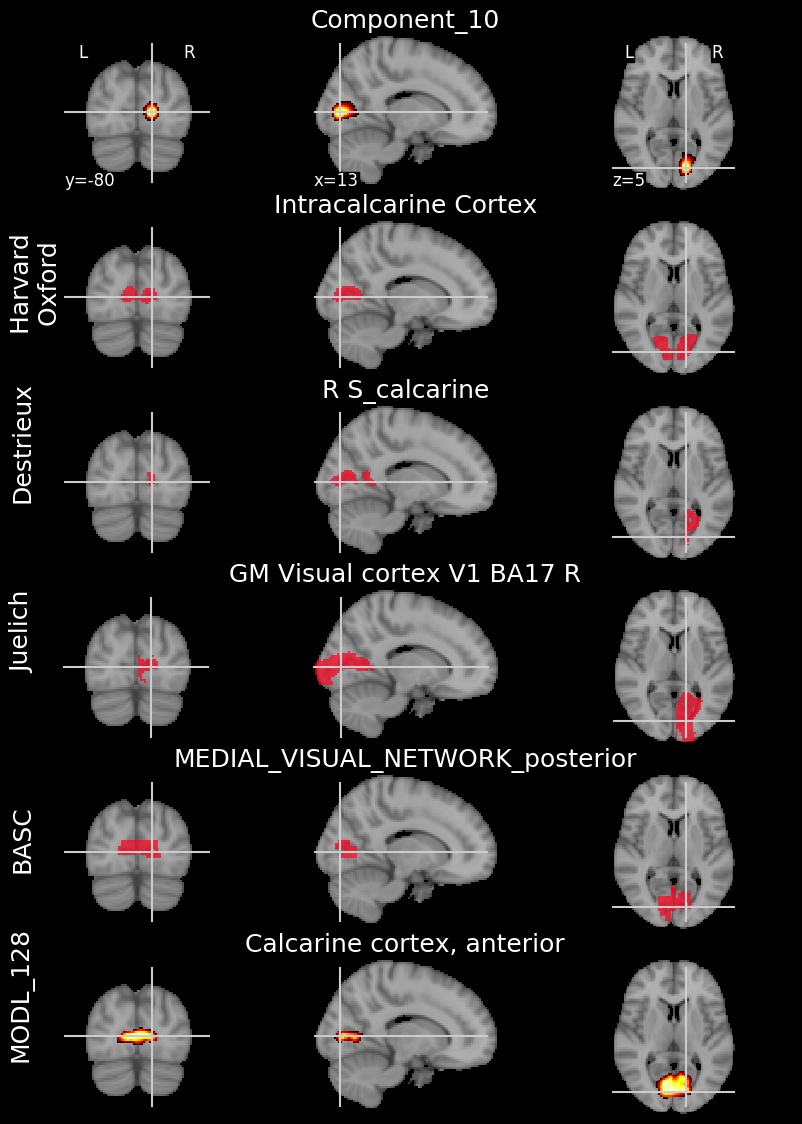 Component_10
L R
L R
y=-80
x=13
z=5
Intracalcarine Cortex
Harvard
Oxford
R S_calcarine
Destrieux
GM Visual cortex V1 BA17 R
Juelich
MEDIAL_VISUAL_NETWORK_posterior
BASC
Calcarine cortex, anterior
MODL_128